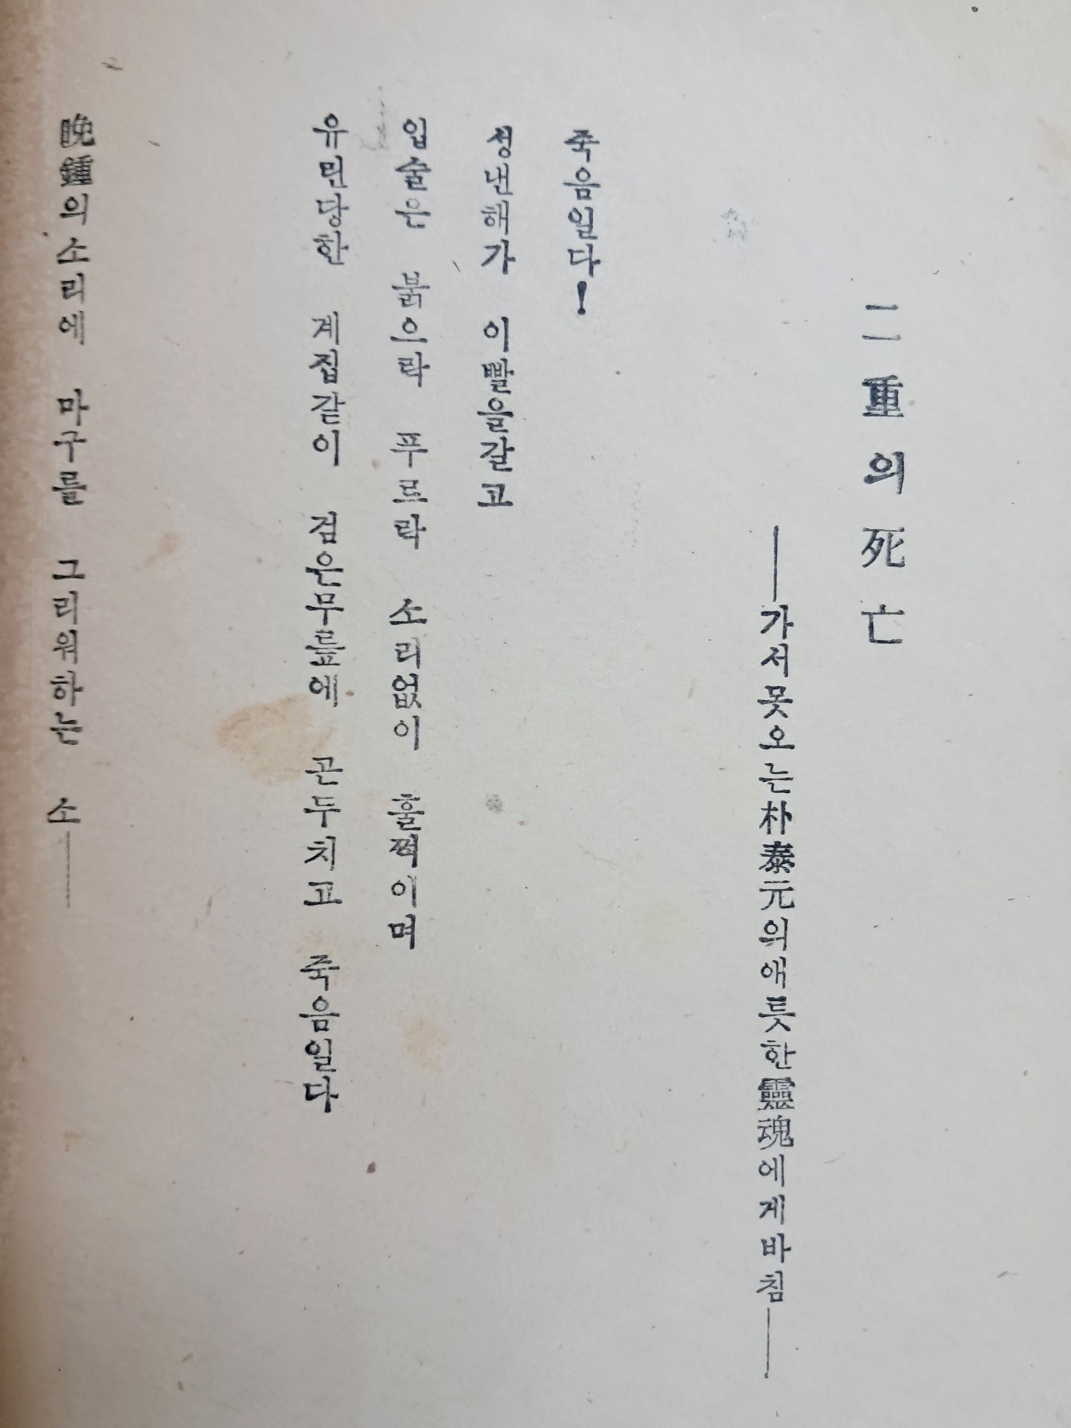 二重의死亡
──가서못오는朴泰元의애틋한靈魂에게바침──
죽음일다!
성낸해가 이빨을갈고
입술은 붉으락 푸르락 소리없이 훌쩍이며
유린당한 계집같이 검은무릎에 곤두치고 죽음일다
晩鍾의소리에 마구를 그리워하는 소──